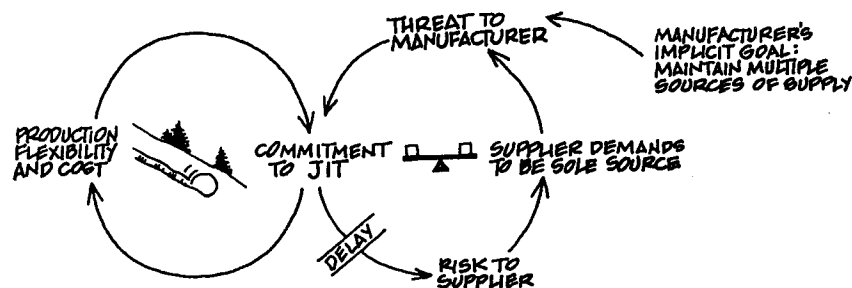 THREAT TO
MANUFACTURER
MANUFACTURER'S
IMPLICIT GOAL:
MAINTAIN MULTIPLE
SOURCES OF SUPPLY
PRODUCTION
FLEXIBILITY
AND COST
COMMITMENT
TO JIT
SUPPLIER DEMANDS
TO BE SOLE SOURCE
DELAY
RISK TO
SUPPLIER